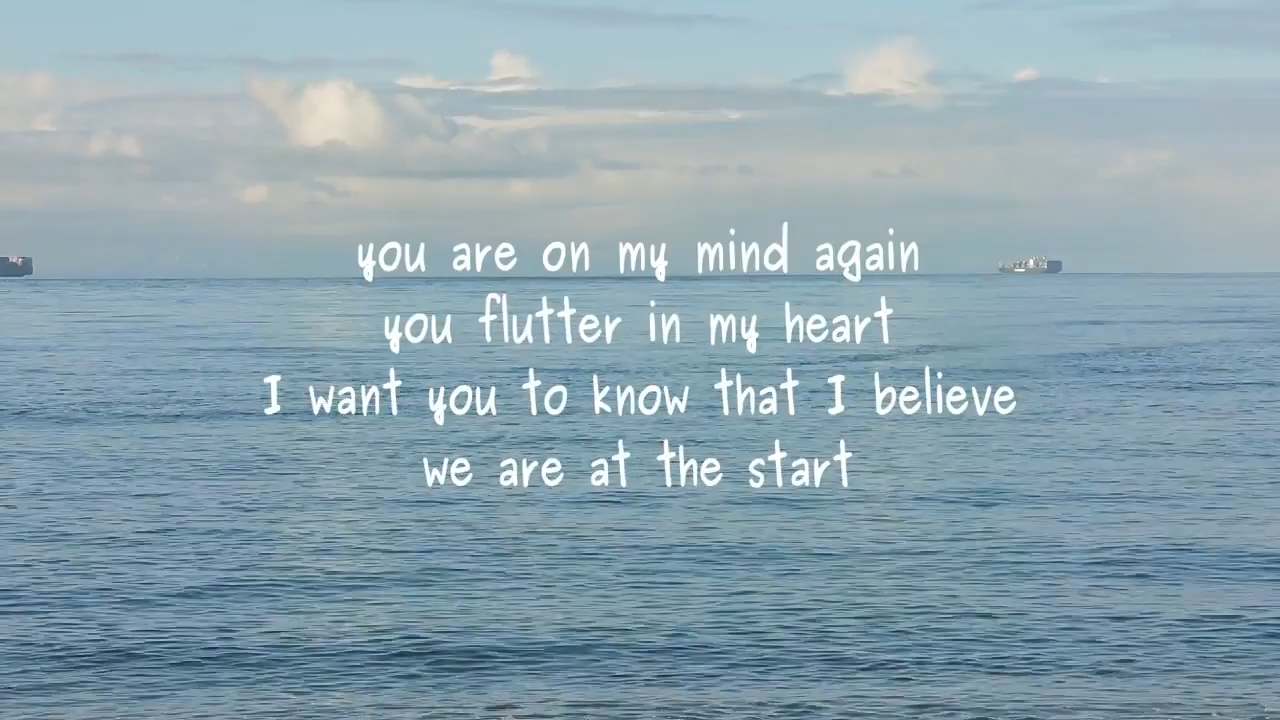 you are on my mind again
you flutter in my heart
I want you to know that I believe
we are at the start